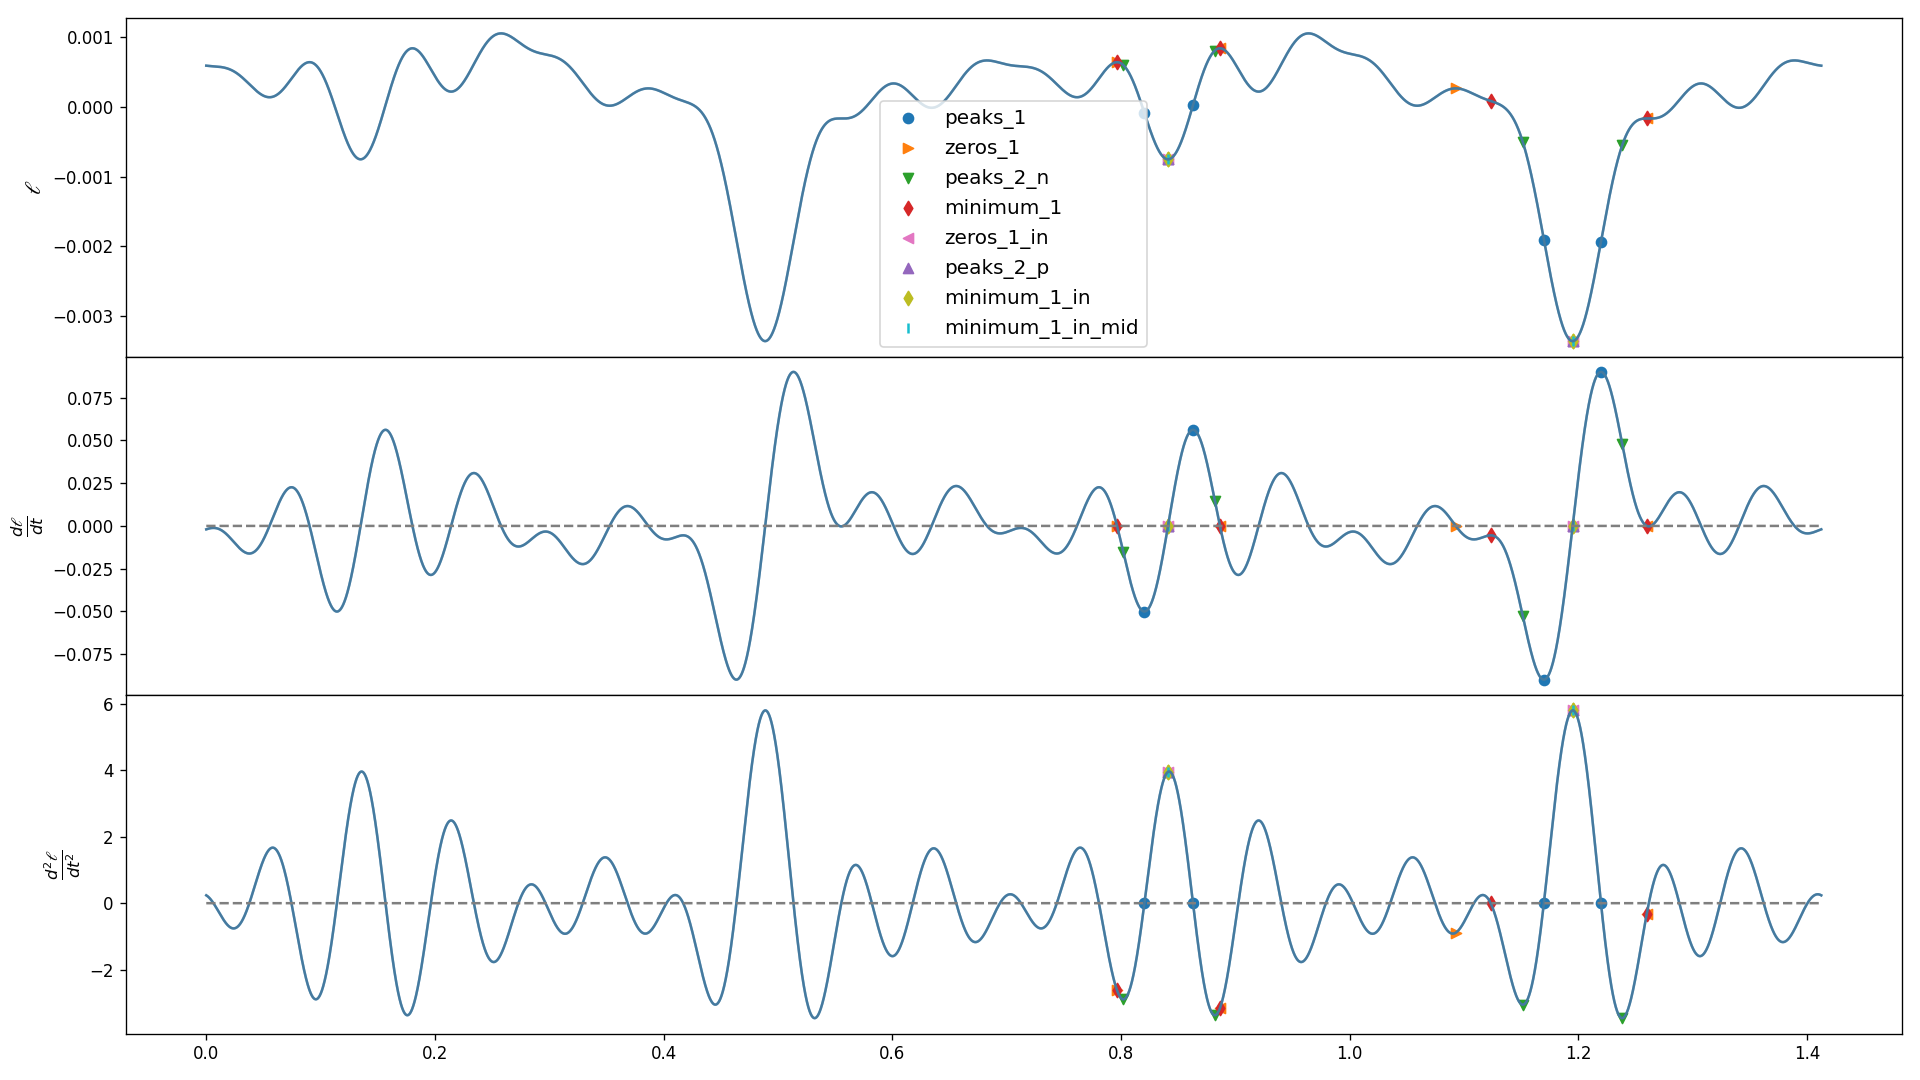 0.001
0.000
−0.001
−0.002
−0.003
ℓ
peaks_1
zeros_1
peaks_2_n
minimum_1
zeros_1_in
peaks_2_p
minimum_1_in
minimum_1_in_mid
0.075
0.050
0.025
0.000
−0.025
−0.050
−0.075
dℓ
dt
6
4
2
0
−2
d²ℓ
dt²
0.0 0.2 0.4 0.6 0.8 1.0 1.2 1.4